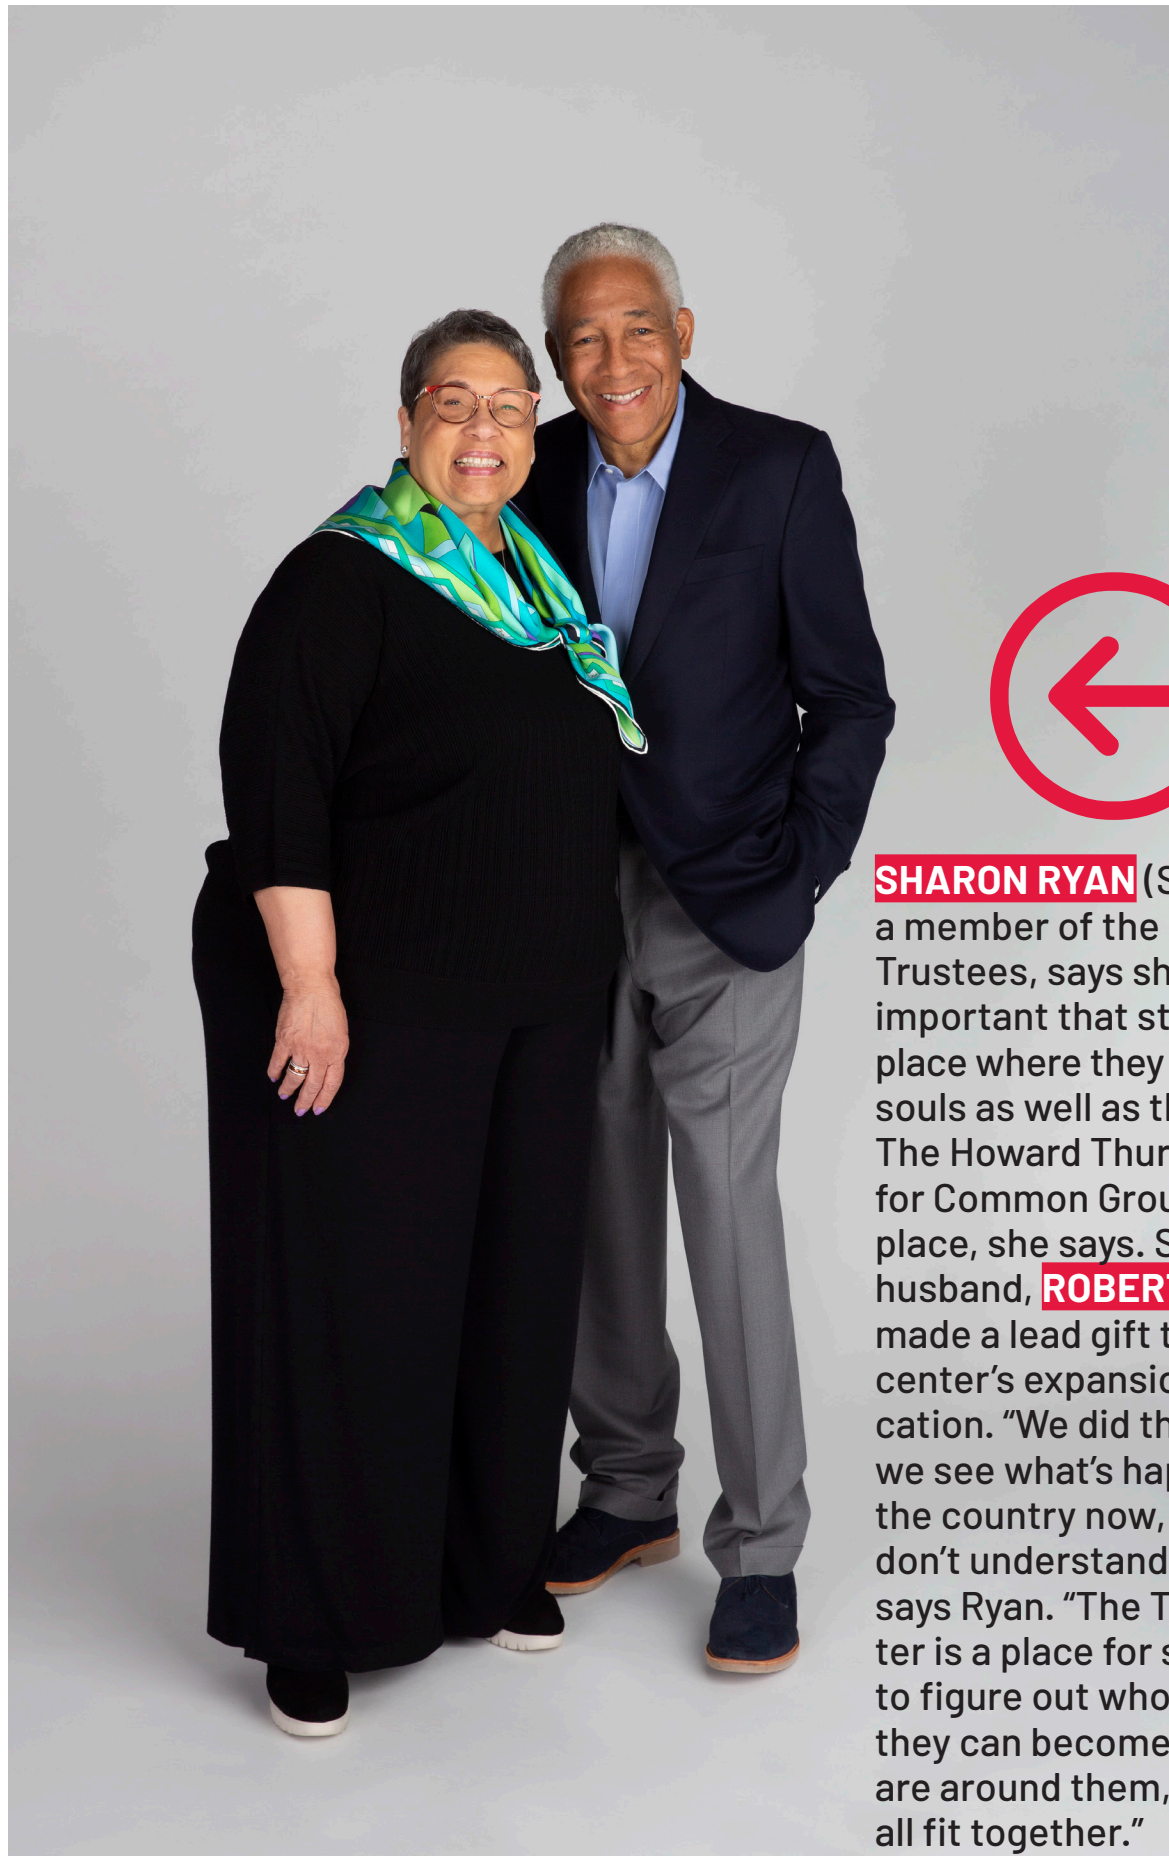 SHARON RYAN
a member of the
Trustees, says
important that
place where they
souls as well as
The Howard
for Common
place, she says.
husband,
made a lead gift
center’s
cation. “We did
we see what’s
the country now,
don’t understand
says Ryan. “The
ter is a place for
to figure out who
they can become
are around them,
all fit together.”